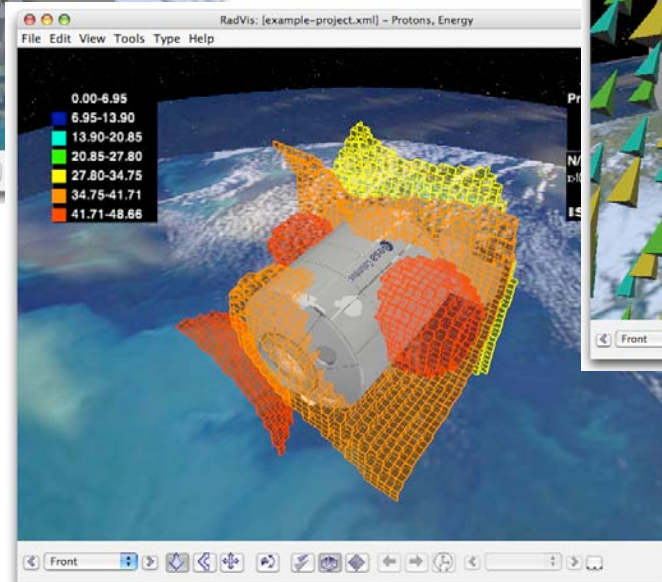 RadVis: [example-project.xml] – Protons, Energy
File Edit View Tools Type Help
0.00-6.95
6.95-13.90
13.90-20.85
20.85-27.80
27.80-34.75
34.75-41.71
41.71-48.66
Pr
N/
Front
Front